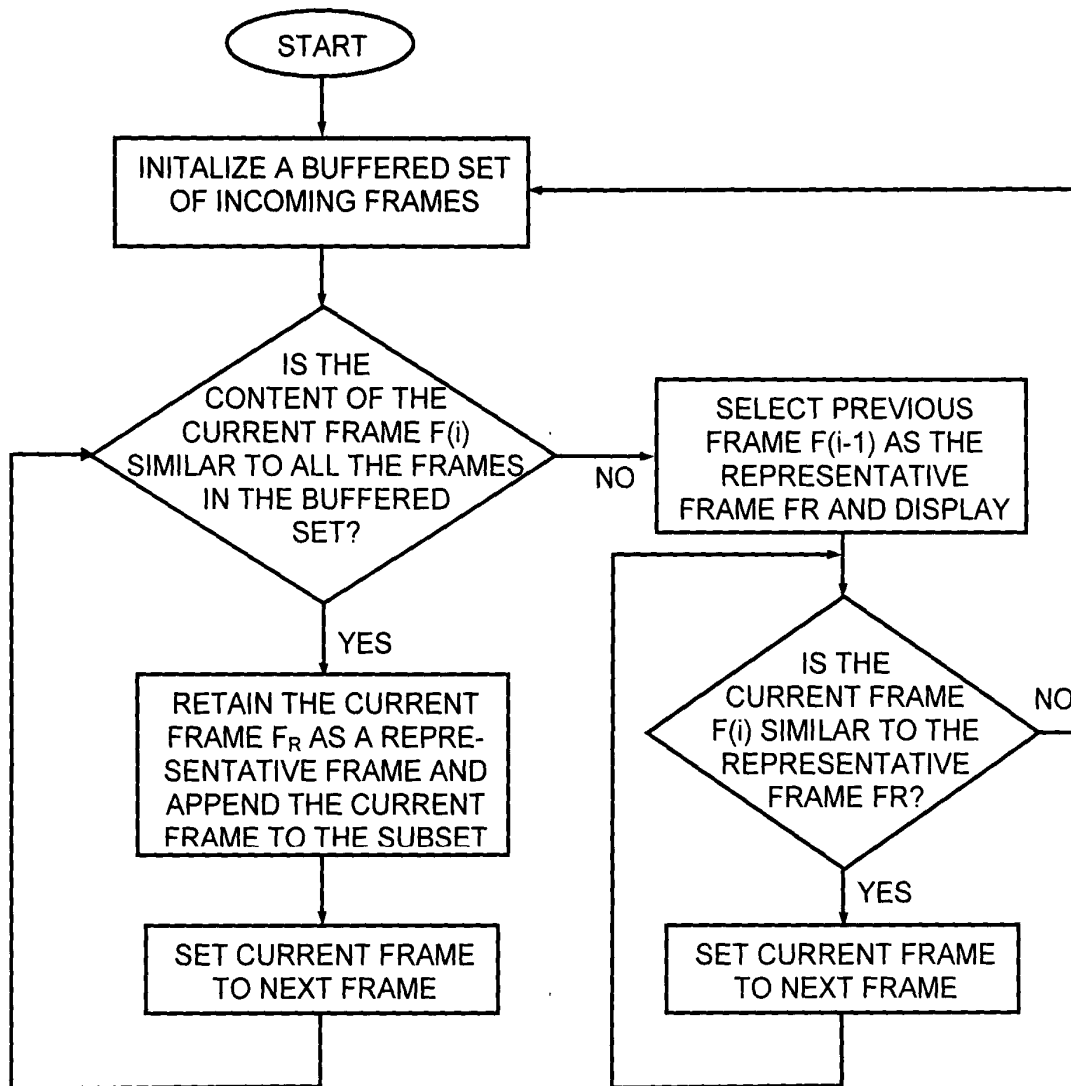 START
INITALIZE A BUFFERED SET
OF INCOMING FRAMES
IS THE
CONTENT OF THE
CURRENT FRAME F(i)
SIMILAR TO ALL THE FRAMES
IN THE BUFFERED
SET?
NO
SELECT PREVIOUS
FRAME F(i-1) AS THE
REPRESENTATIVE
FRAME FR AND DISPLAY
YES
RETAIN THE CURRENT
FRAME FR AS A REPRE-
SENTATIVE FRAME AND
APPEND THE CURRENT
FRAME TO THE SUBSET
SET CURRENT FRAME
TO NEXT FRAME
IS THE
CURRENT FRAME
F(i) SIMILAR TO THE
REPRESENTATIVE
FRAME FR?
NO
YES
SET CURRENT FRAME
TO NEXT FRAME